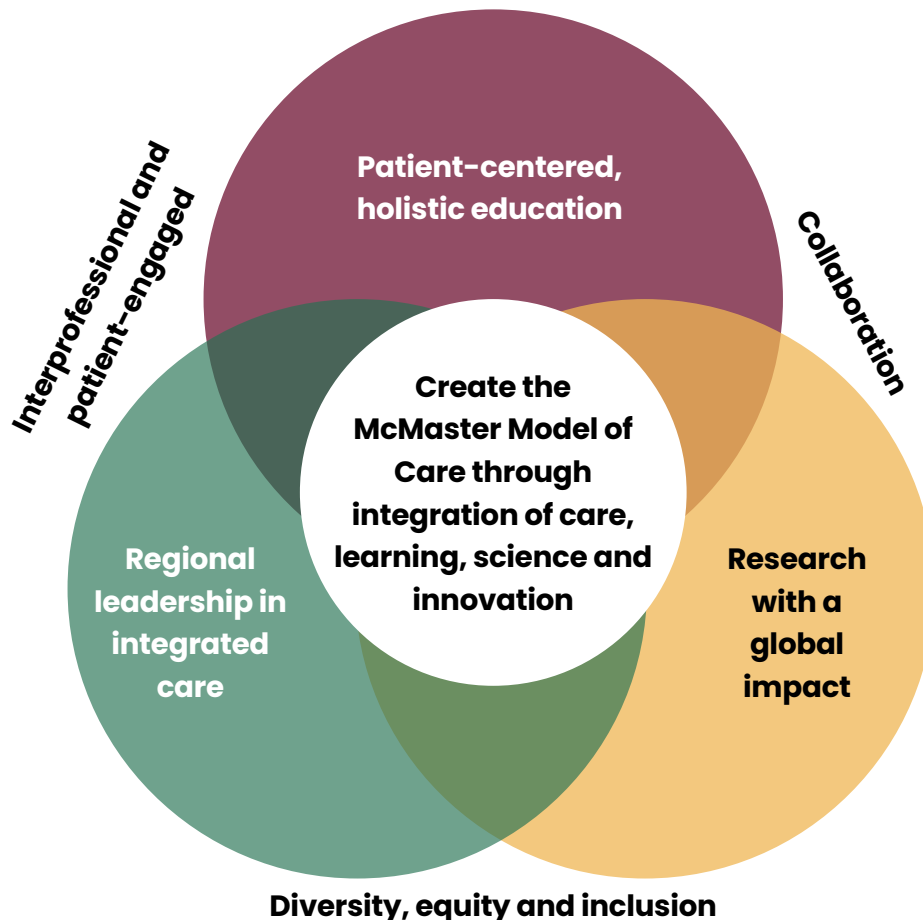 Patient-centered,
holistic education
Interprofessional and
patient-engaged
Collaboration
Create the
McMaster Model of
Care through
integration of care,
learning, science and
innovation
Regional
leadership in
integrated
care
Research
with a
global
impact
Diversity, equity and inclusion